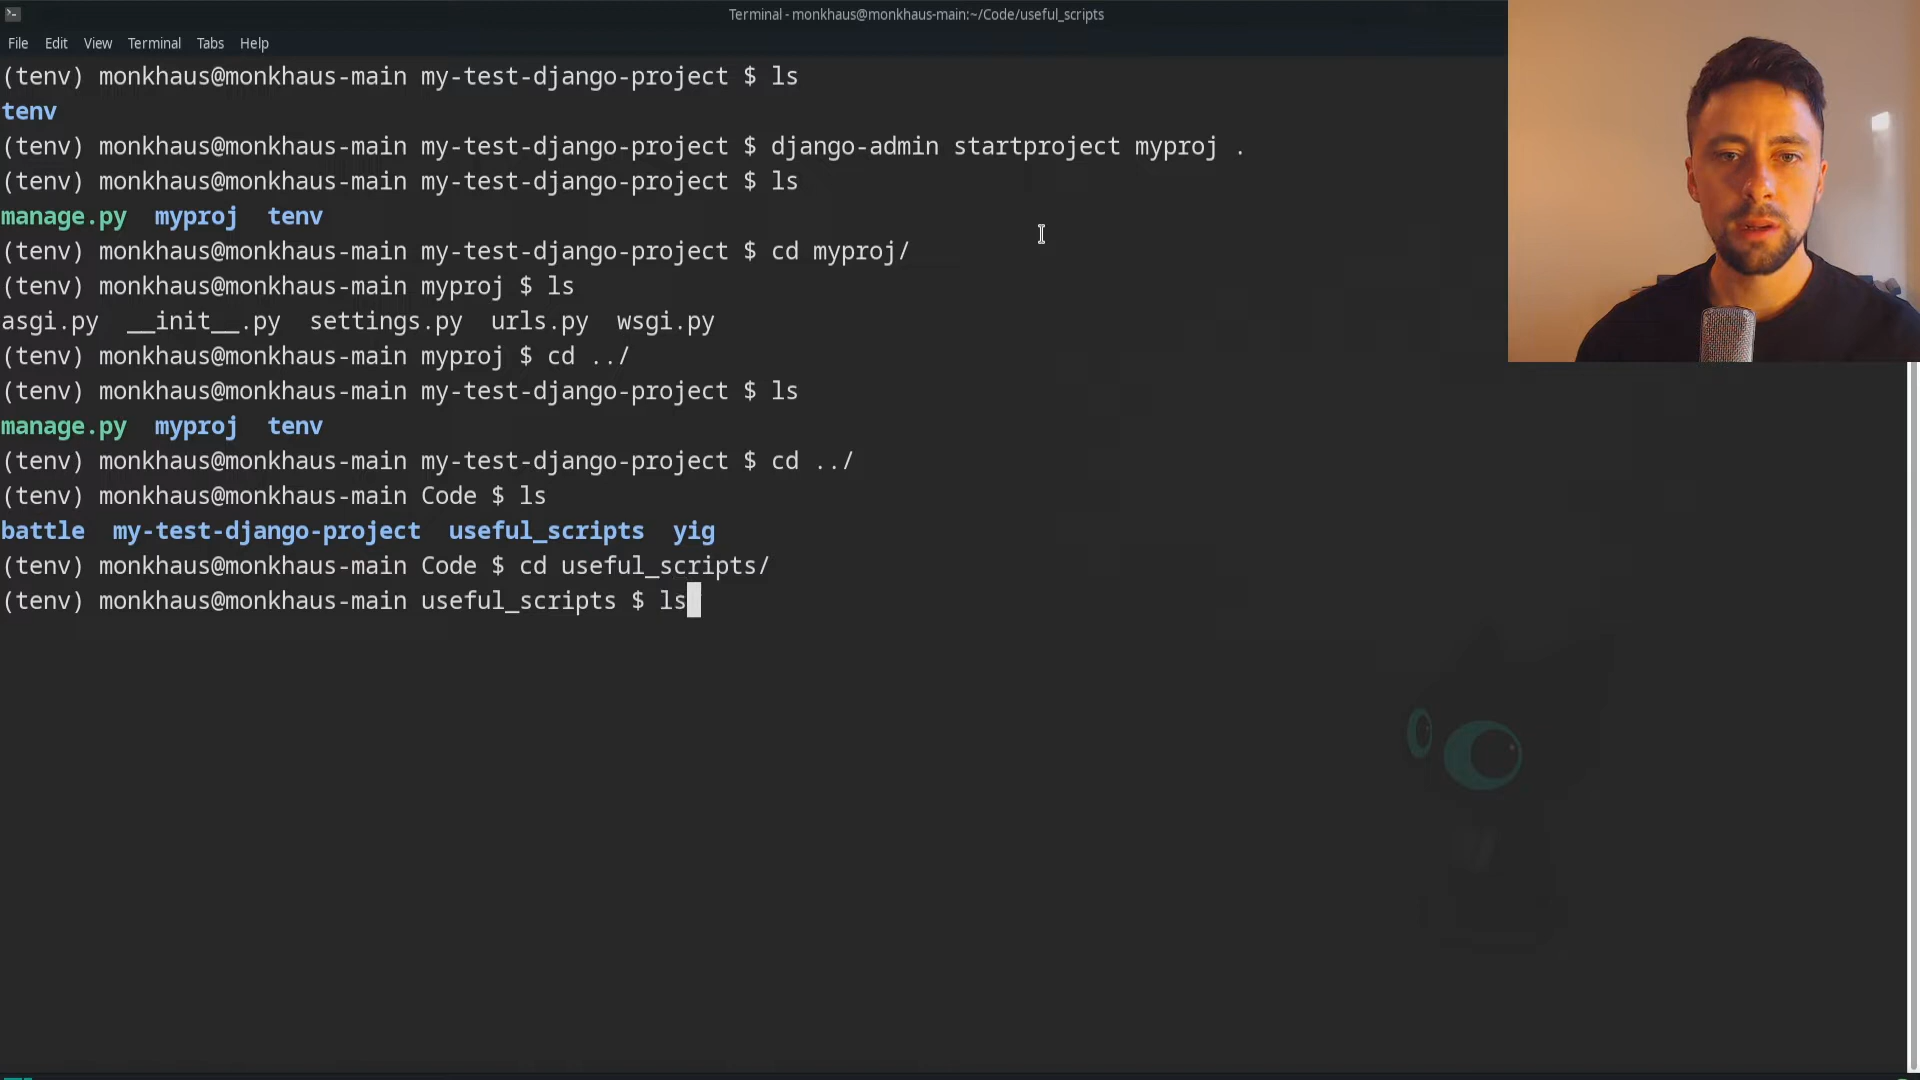 Terminal - monkhaus@monkhaus-main:~/Code/useful_scripts
File Edit View Terminal Tabs Help
(tenv) monkhaus@monkhaus-main my-test-django-project $ ls
tenv
(tenv) monkhaus@monkhaus-main my-test-django-project $ django-admin startproject myproj .
(tenv) monkhaus@monkhaus-main my-test-django-project $ ls
manage.py myproj tenv
(tenv) monkhaus@monkhaus-main my-test-django-project $ cd myproj/
(tenv) monkhaus@monkhaus-main myproj $ ls
asgi.py __init__.py settings.py urls.py wsgi.py
(tenv) monkhaus@monkhaus-main myproj $ cd ../
(tenv) monkhaus@monkhaus-main my-test-django-project $ ls
manage.py myproj tenv
(tenv) monkhaus@monkhaus-main my-test-django-project $ cd ../
(tenv) monkhaus@monkhaus-main Code $ ls
battle my-test-django-project useful_scripts yig
(tenv) monkhaus@monkhaus-main Code $ cd useful_scripts/
(tenv) monkhaus@monkhaus-main useful_scripts $ ls